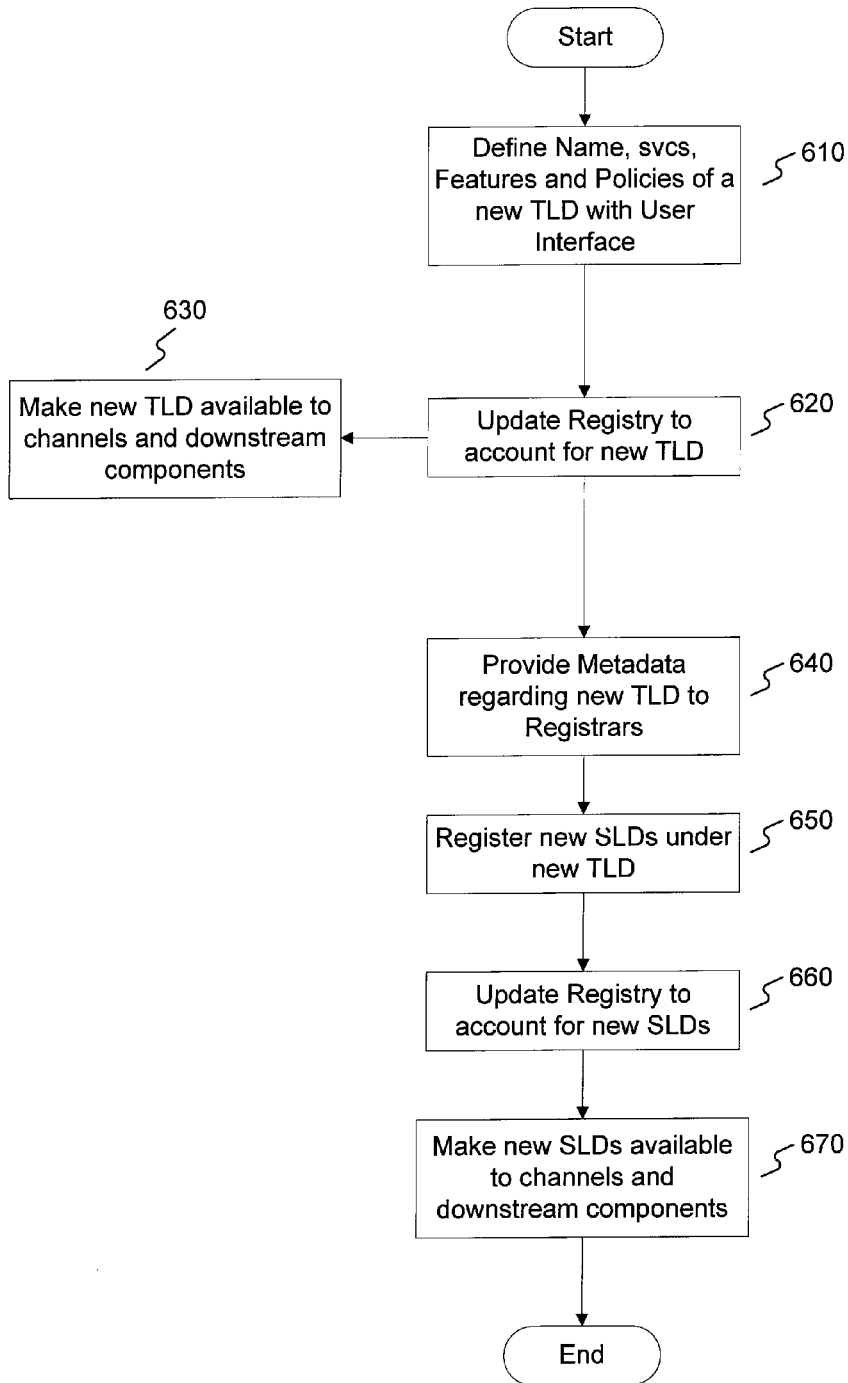 Start
Define Name, svcs,
Features and Policies of a
new TLD with User
Interface
610
630
Make new TLD available to
channels and downstream
components
Update Registry to
account for new TLD
620
Provide Metadata
regarding new TLD to
Registrars
640
Register new SLDs under
new TLD
650
Update Registry to
account for new SLDs
660
Make new SLDs available
to channels and
downstream components
670
End